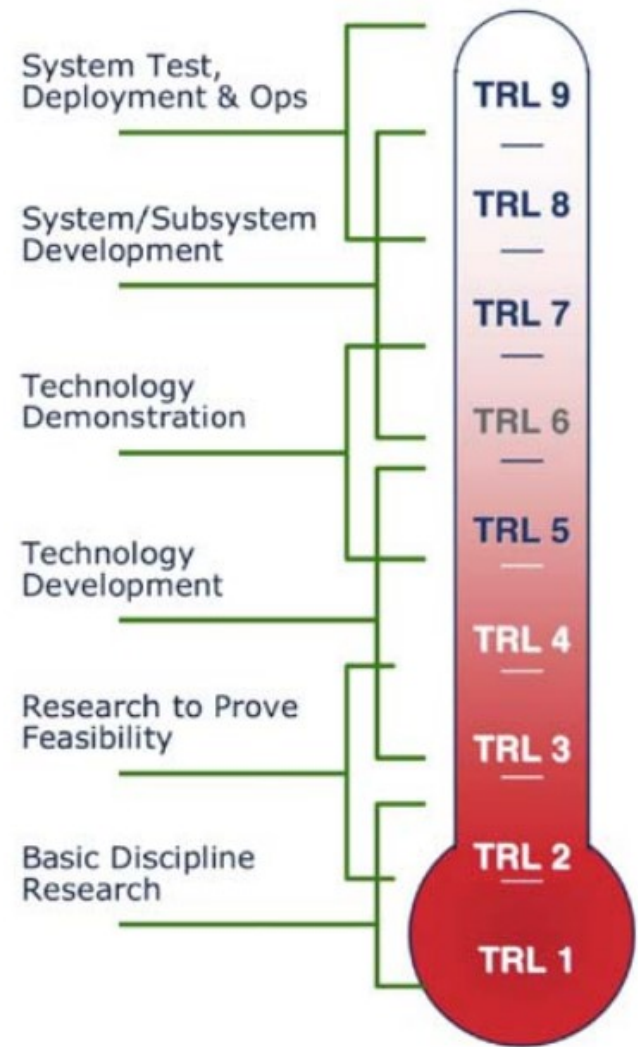 System Test,
Deployment & Ops
System/Subsystem
Development
Technology
Demonstration
Technology
Development
Research to Prove
Feasibility
Basic Discipline
Research
TRL 9
TRL 8
TRL 7
TRL 6
TRL 5
TRL 4
TRL 3
TRL 2
TRL 1